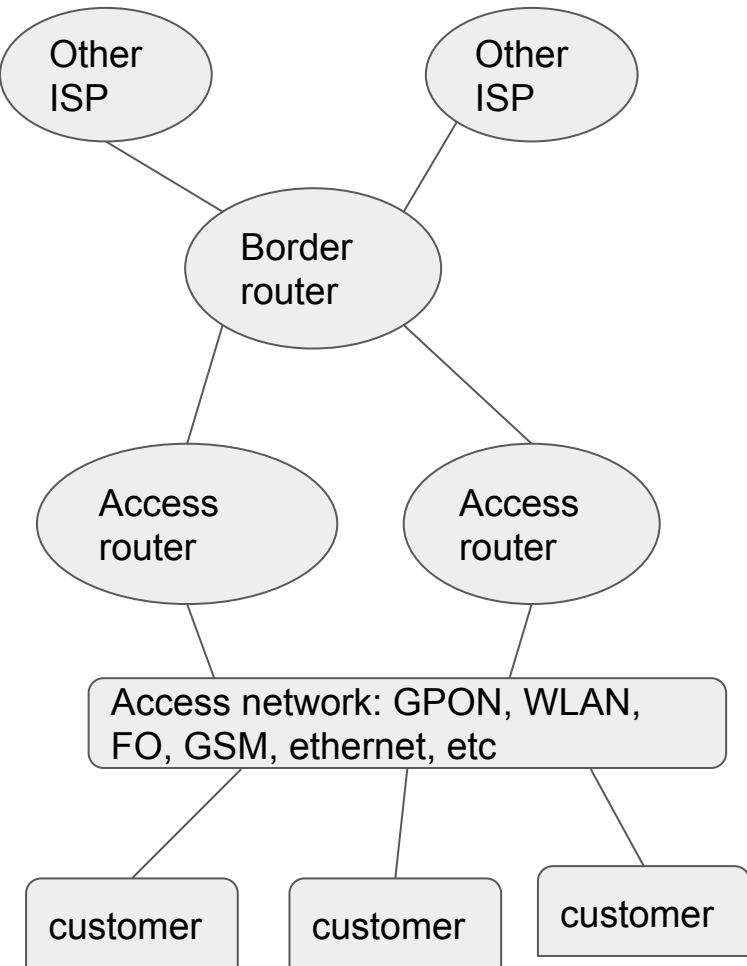 Other
ISP
Other
ISP
Border
router
Access
router
Access
router
Access network: GPON, WLAN,
FO, GSM, ethernet, etc
customer
customer
customer